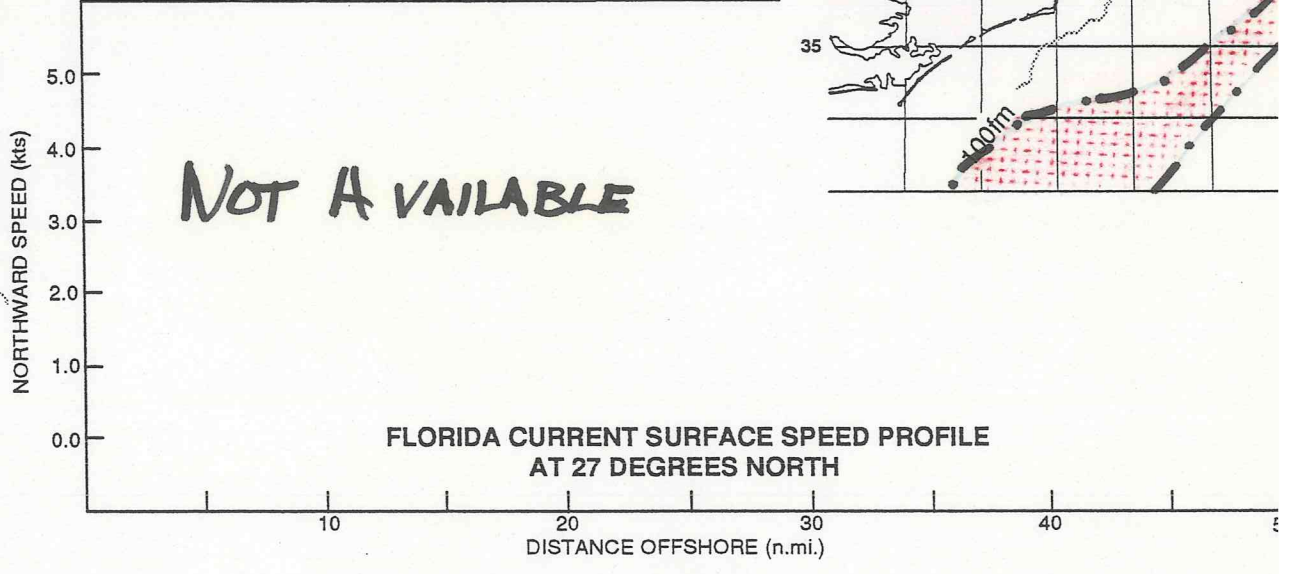 35
100fm
NORTHWARD SPEED (kts)
5.0
4.0
3.0
2.0
1.0
0.0
NOT AVAILABLE
FLORIDA CURRENT SURFACE SPEED PROFILE
AT 27 DEGREES NORTH
10 20 30 40
DISTANCE OFFSHORE (n.mi.)